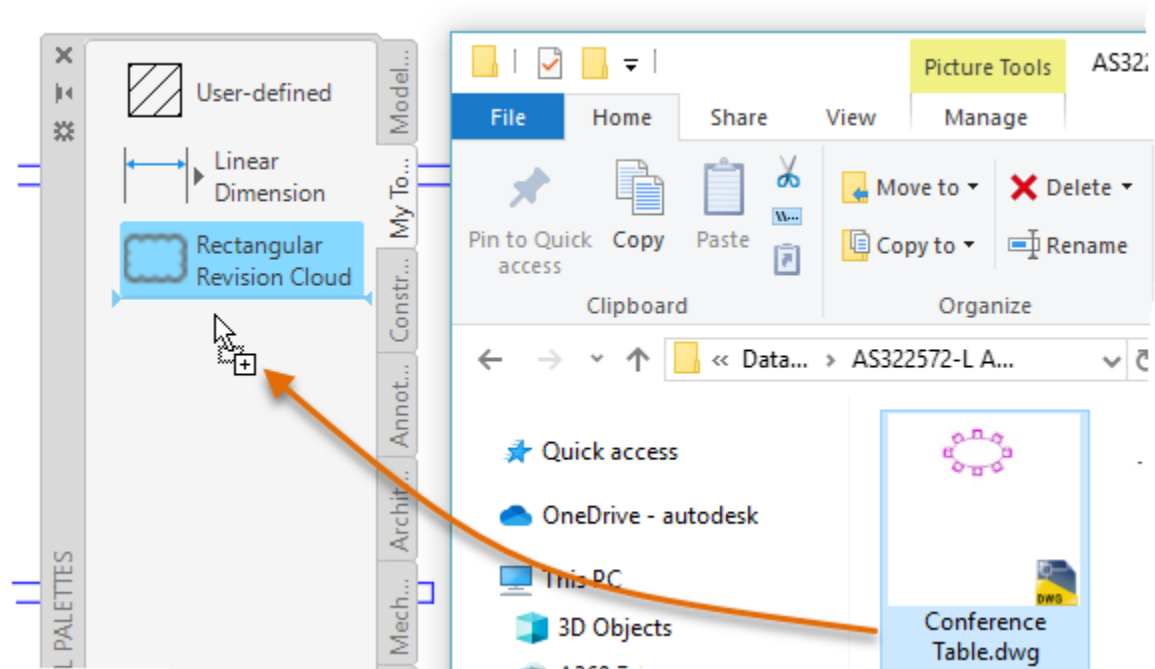 User-defined
Linear
Dimension
Rectangular
Revision Cloud
Model...
My To...
Constr...
Annot...
Archit...
Mech...
L PALETTES
Picture Tools
AS322
File
Home
Share
View
Manage
Pin to Quick
access
Copy
Paste
Clipboard
Move to
Delete
Copy to
Rename
Organize
« Data... › AS322572-L A...
Quick access
OneDrive - autodesk
This PC
3D Objects
DWG
Conference
Table.dwg